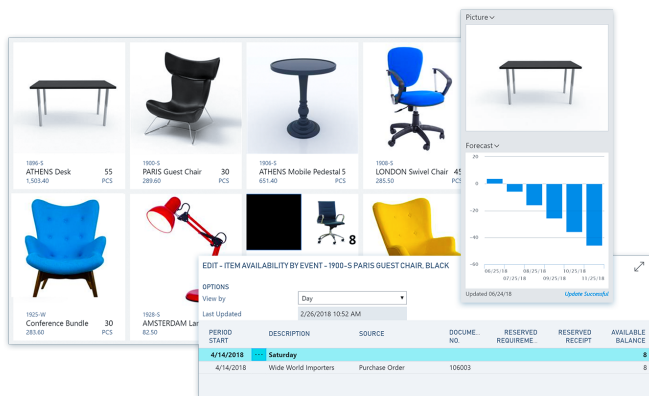 Picture
1896-S
ATHENS Desk 55
1,503.40 PCS
1900-S
PARIS Guest Chair 30
289.60 PCS
1906-S
ATHENS Mobile Pedestal 5
651.40 PCS
1908-S
LONDON Swivel Chair 45
285.50 PCS
Forecast
20
0
-40
-60
06/25/18 08/25/18 10/25/18
07/25/18 09/25/18 11/25/18
Updated 06/24/18 Update Successful
1925-W
Conference Bundle 30
283.60 PCS
1928-S
AMSTERDAM La
82.50
8
EDIT - ITEM AVAILABILITY BY EVENT - 1900-S PARIS GUEST CHAIR, BLACK
OPTIONS
View by Day
Last Updated 2/26/2018 10:52 AM
PERIOD START DESCRIPTION SOURCE DOCUME... NO. RESERVED REQUIREME... RESERVED RECEIPT AVAILABLE BALANCE
4/14/2018 ... Saturday 8
4/14/2018 Wide World Importers Purchase Order 106003 8